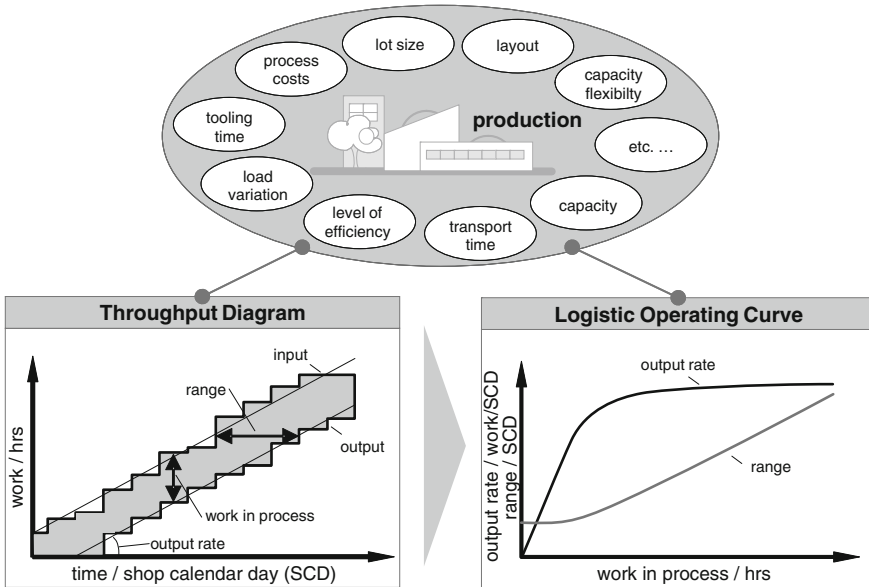 lot size
layout
process
costs
capacity
flexibilty
tooling
time
production
etc. ...
load
variation
level of
efficiency
transport
time
capacity
Throughput Diagram
work / hrs
input
range
output
work in process
output rate
time / shop calendar day (SCD)
Logistic Operating Curve
output rate / work/SCD
range / SCD
output rate
range
work in process / hrs